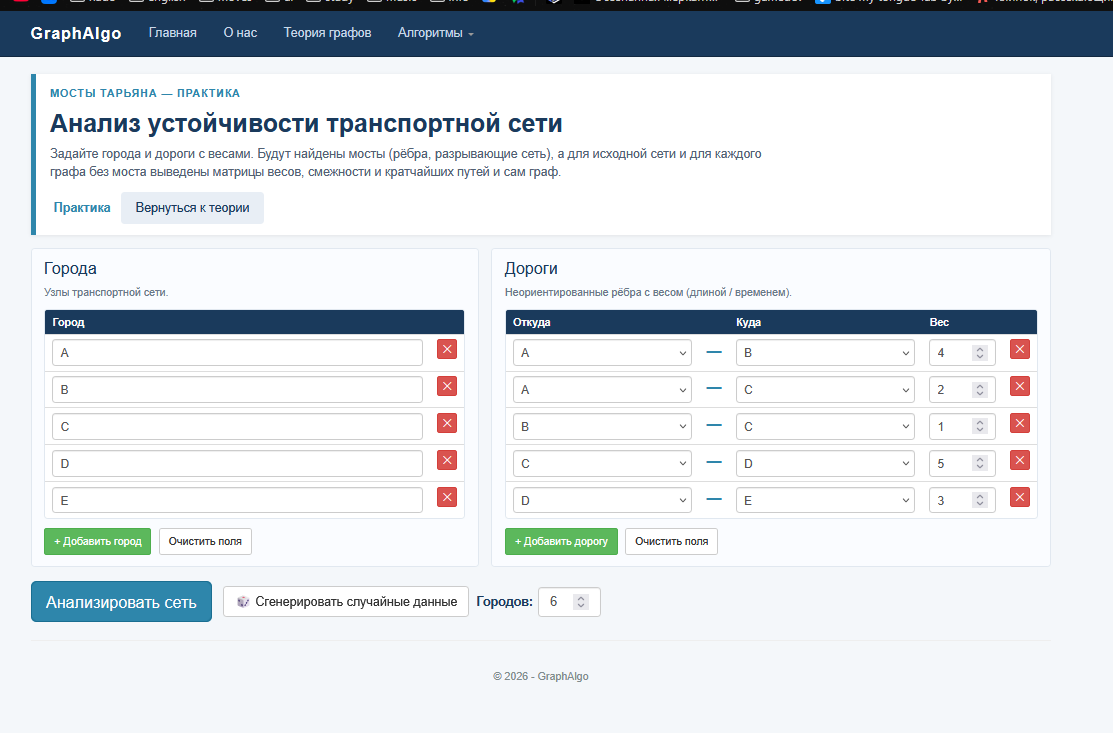 GraphAlgo Главная О нас Теория графов Алгоритмы
МОСТЫ ТАРЬЯНА — ПРАКТИКА
Анализ устойчивости транспортной сети
Задайте города и дороги с весами. Будут найдены мосты (рёбра, разрывающие сеть), а для исходной сети и для каждого
графа без моста выведены матрицы весов, смежности и кратчайших путей и сам граф.
Практика Вернуться к теории
Города
Узлы транспортной сети.
Город
A
B
C
D
E
+ Добавить город Очистить поля
Дороги
Неориентированные рёбра с весом (длиной / временем).
Откуда Куда Вес
A — B 4
A — C 2
B — C 1
C — D 5
D — E 3
+ Добавить дорогу Очистить поля
Анализировать сеть Сгенерировать случайные данные Городов: 6
© 2026 - GraphAlgo